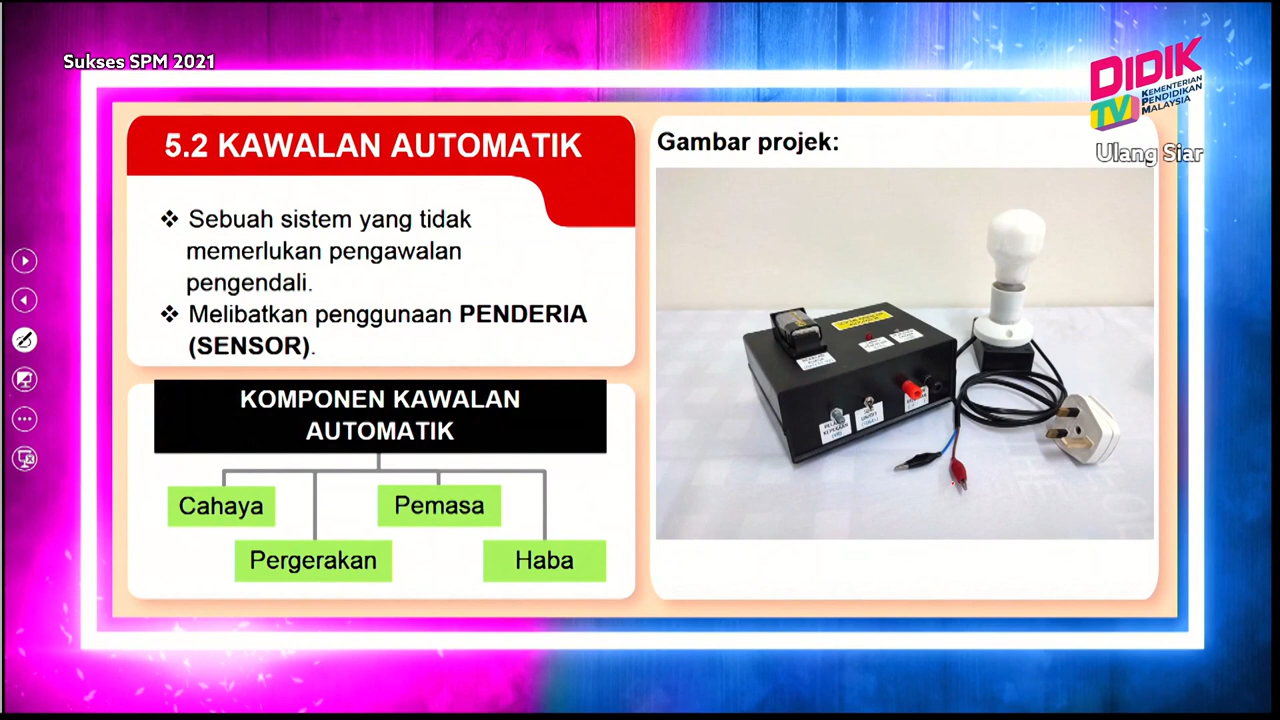 Sukses SPM 2021
DIDIK
TV
KEMENTERIAN
PENDIDIKAN
MALAYSIA
Ulang Siar
5.2 KAWALAN AUTOMATIK
❖ Sebuah sistem yang tidak
memerlukan pengawalan
pengendali.
❖ Melibatkan penggunaan PENDERIA
(SENSOR).
KOMPONEN KAWALAN
AUTOMATIK
Cahaya
Pemasa
Pergerakan
Haba
Gambar projek: